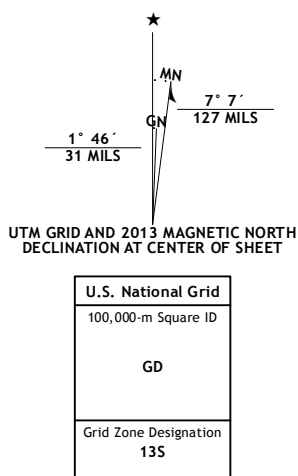 ★
MN
7° 7´
127 MILS
GN
1° 46´
31 MILS
UTM GRID AND 2013 MAGNETIC NORTH
DECLINATION AT CENTER OF SHEET
U.S. National Grid
100,000-m Square ID
GD
Grid Zone Designation
13S